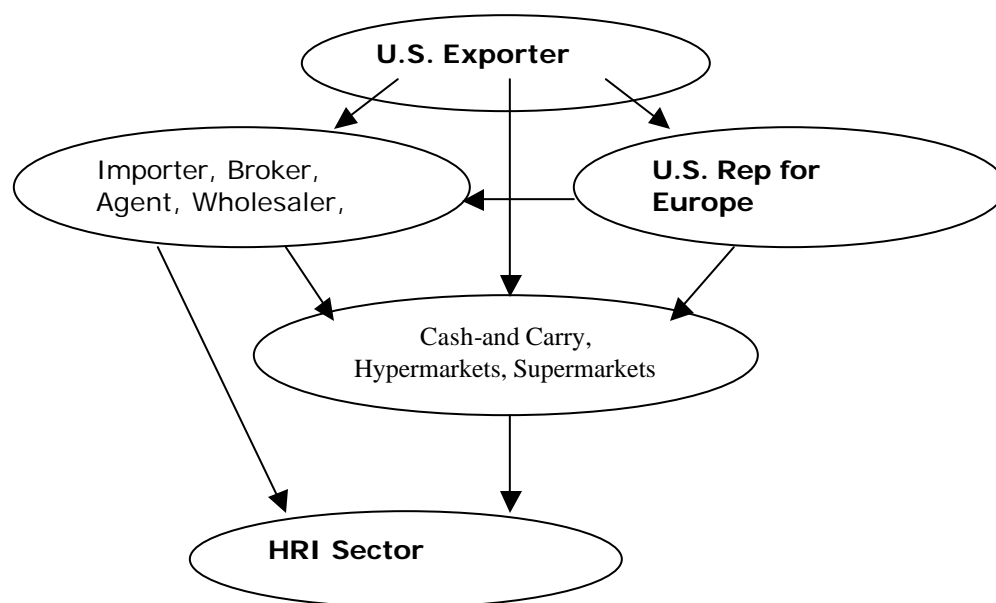 U.S. Exporter
Importer, Broker,
Agent, Wholesaler,
U.S. Rep for
Europe
Cash-and Carry,
Hypermarkets, Supermarkets
HRI Sector